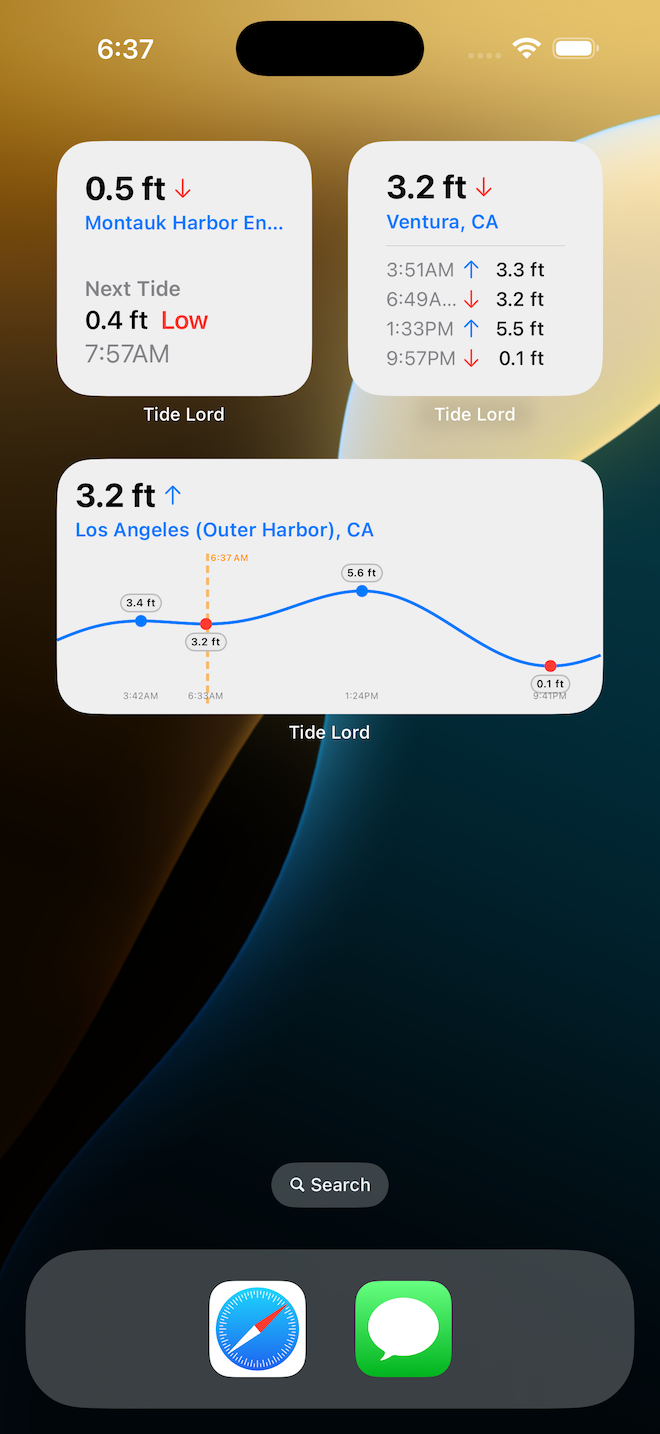 6:37
0.5 ft ↓
Montauk Harbor En...
Next Tide
0.4 ft Low
7:57AM
Tide Lord
3.2 ft ↓
Ventura, CA
3:51AM ↑ 3.3 ft
6:49A... ↓ 3.2 ft
1:33PM ↑ 5.5 ft
9:57PM ↓ 0.1 ft
Tide Lord
3.2 ft ↑
Los Angeles (Outer Harbor), CA
6:37 AM
5.6 ft
3.4 ft
3.2 ft
0.1 ft
3:42AM 6:33AM 1:24PM 9:41PM
Tide Lord
Search